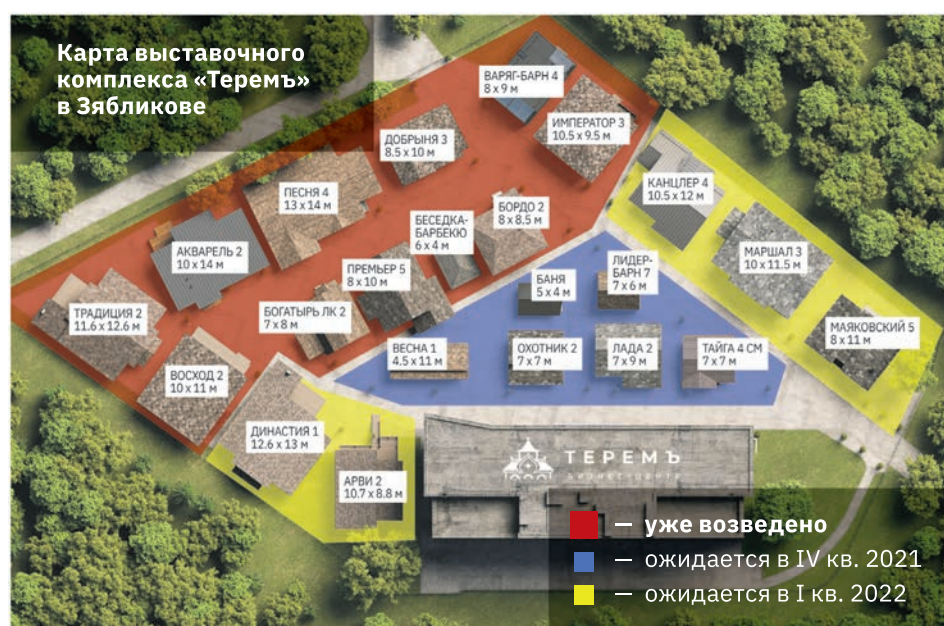 Карта выставочного
комплекса «Теремъ»
в Зябликове
ВАРЯГ-БАРН 4
8 x 9 м
ИМПЕРАТОР 3
10.5 x 9.5 м
ДОБРЫНЯ 3
8.5 x 10 м
ПЕСНЯ 4
13 x 14 м
КАНЦЛЕР 4
10.5 x 12 м
БОРДО 2
8 x 8.5 м
БЕСЕДКА-
БАРБЕКЮ
6 x 4 м
АКВАРЕЛЬ 2
10 x 14 м
МАРШАЛ 3
10 x 11.5 м
ПРЕМЬЕР 5
8 x 10 м
ЛИДЕР-
БАРН 7
7 x 6 м
БАНЯ
5 x 4 м
ТРАДИЦИЯ 2
11.6 x 12.6 м
БОГАТЫРЬ ЛК 2
7 x 8 м
МАЯКОВСКИЙ 5
8 x 11 м
ВЕСНА 1
4.5 x 11 м
ОХОТНИК 2
7 x 7 м
ЛАДА 2
7 x 9 м
ТАЙГА 4 СМ
7 x 7 м
ВОСХОД 2
10 x 11 м
ДИНАСТИЯ 1
12.6 x 13 м
АРВИ 2
10.7 x 8.8 м
ТЕРЕМЪ
БИЗНЕС-ЦЕНТР
— уже возведено
— ожидается в IV кв. 2021
— ожидается в I кв. 2022